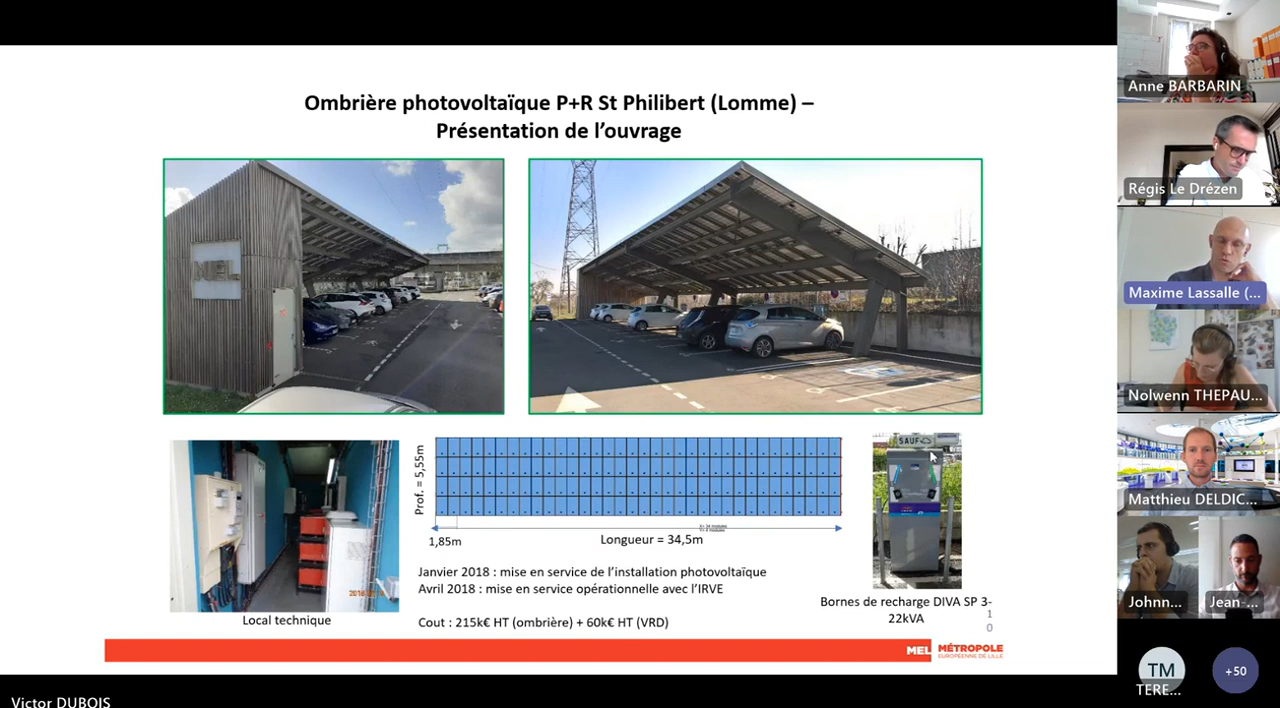 Ombrière photovoltaïque P+R St Philibert (Lomme) –
Présentation de l’ouvrage
MEL
SAUF
Prof. = 5,55m
1,85m
Longueur = 34,5m
Janvier 2018 : mise en service de l’installation photovoltaïque
Avril 2018 : mise en service opérationnelle avec l’IRVE
Cout : 215k€ HT (ombrière) + 60k€ HT (VRD)
Local technique
Bornes de recharge DIVA SP 3-
22kVA
1
0
MEL MÉTROPOLE
EUROPÉENNE DE LILLE
Anne BARBARIN
Régis Le Drézen
Maxime Lassalle (...
Nolwenn THEPAU...
Matthieu DELDIC...
Johnn...
Jean-...
TM
TERE...
+50
Victor DUBOIS